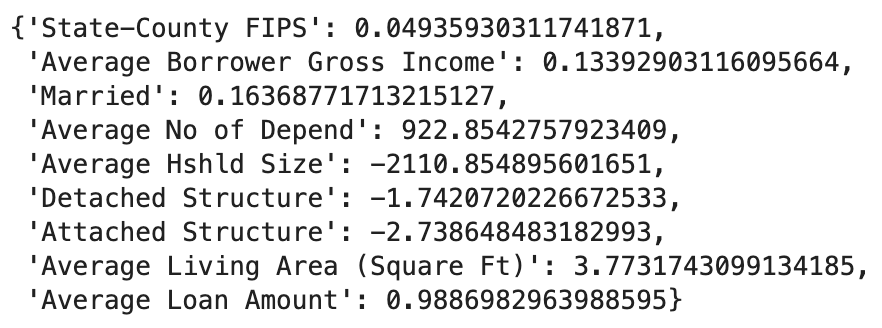 {'State-County FIPS': 0.04935930311741871,
'Average Borrower Gross Income': 0.13392903116095664,
'Married': 0.16368771713215127,
'Average No of Depend': 922.8542757923409,
'Average Hshld Size': -2110.854895601651,
'Detached Structure': -1.7420720226672533,
'Attached Structure': -2.738648483182993,
'Average Living Area (Square Ft)': 3.7731743099134185,
'Average Loan Amount': 0.9886982963988595}